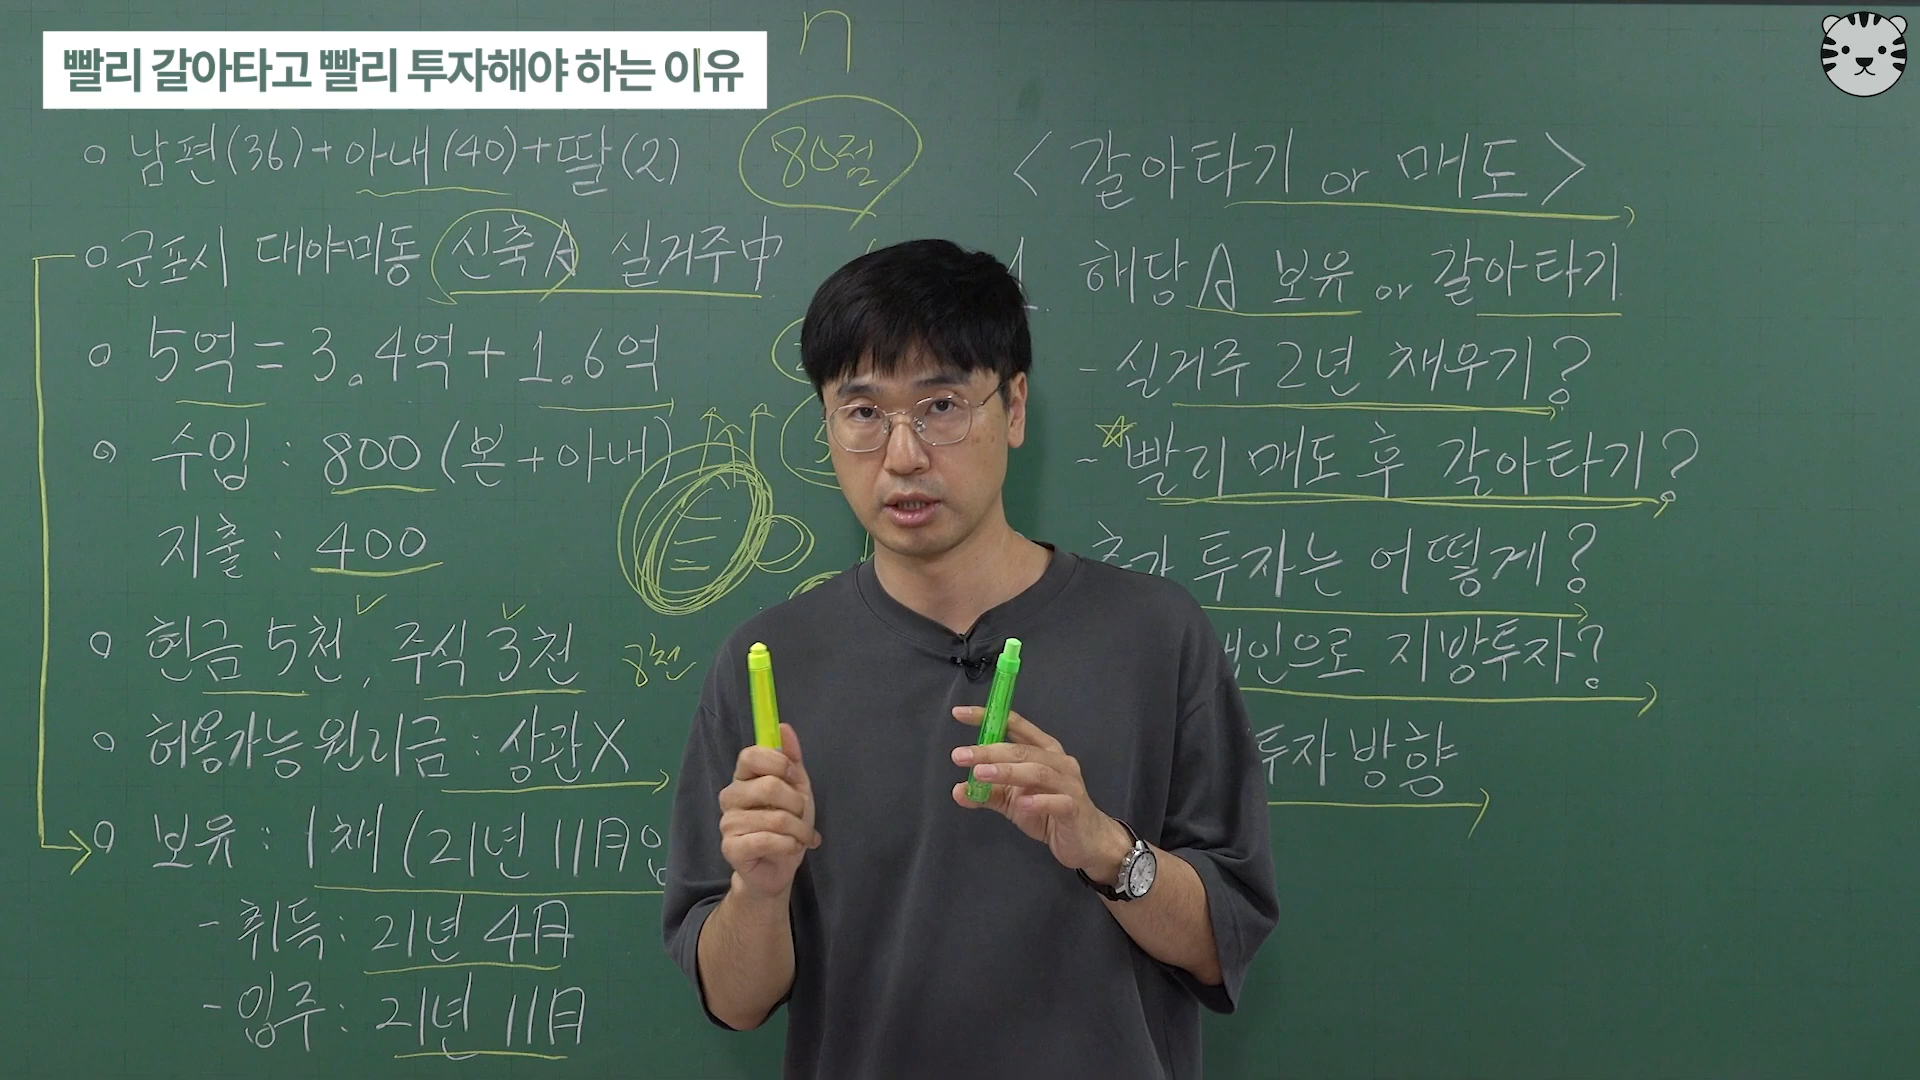 빨리 갈아타고 빨리 투자해야 하는 이유
n
80점
○ 남편(36)+아내(40)+딸(2)
○ 군포시 대야미동 신축A 실거주中
○ 5억=3.4억+1.6억
○ 수입: 800(본+아내)
지출: 400
○ 현금 5천, 주식 3천
8천
○ 허용가능 원리금: 상관X
○ 보유: 1채(21년 11月
- 취득: 21년 4月
- 입주: 21년 11月
<갈아타기 or 매도>
1. 해당A 보유 or 갈아타기
- 실거주 2년 채우기?
☆ - 빨리 매도 후 갈아타기?
투자는 어떻게?
지방투자?
투자방향